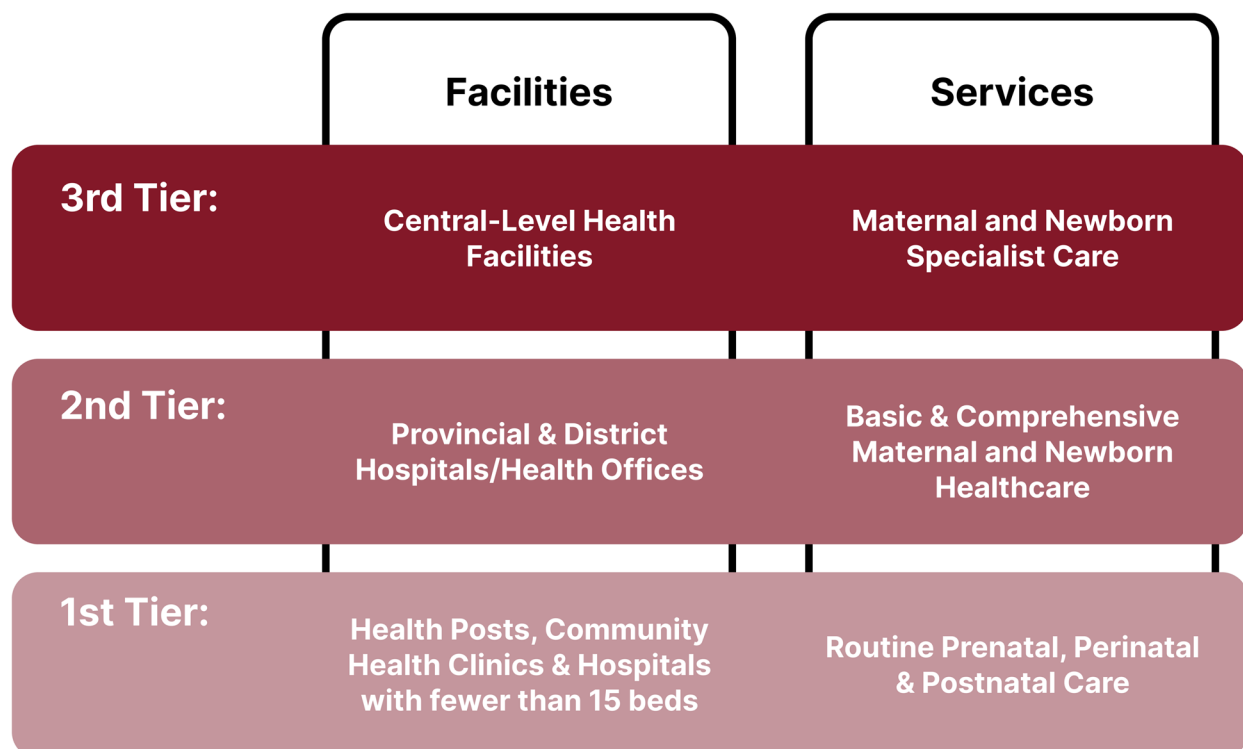 Facilities
Services
3rd Tier:
Central-Level Health
Facilities
Maternal and Newborn
Specialist Care
2nd Tier:
Provincial & District
Hospitals/Health Offices
Basic & Comprehensive
Maternal and Newborn
Healthcare
1st Tier:
Health Posts, Community
Health Clinics & Hospitals
with fewer than 15 beds
Routine Prenatal, Perinatal
& Postnatal Care